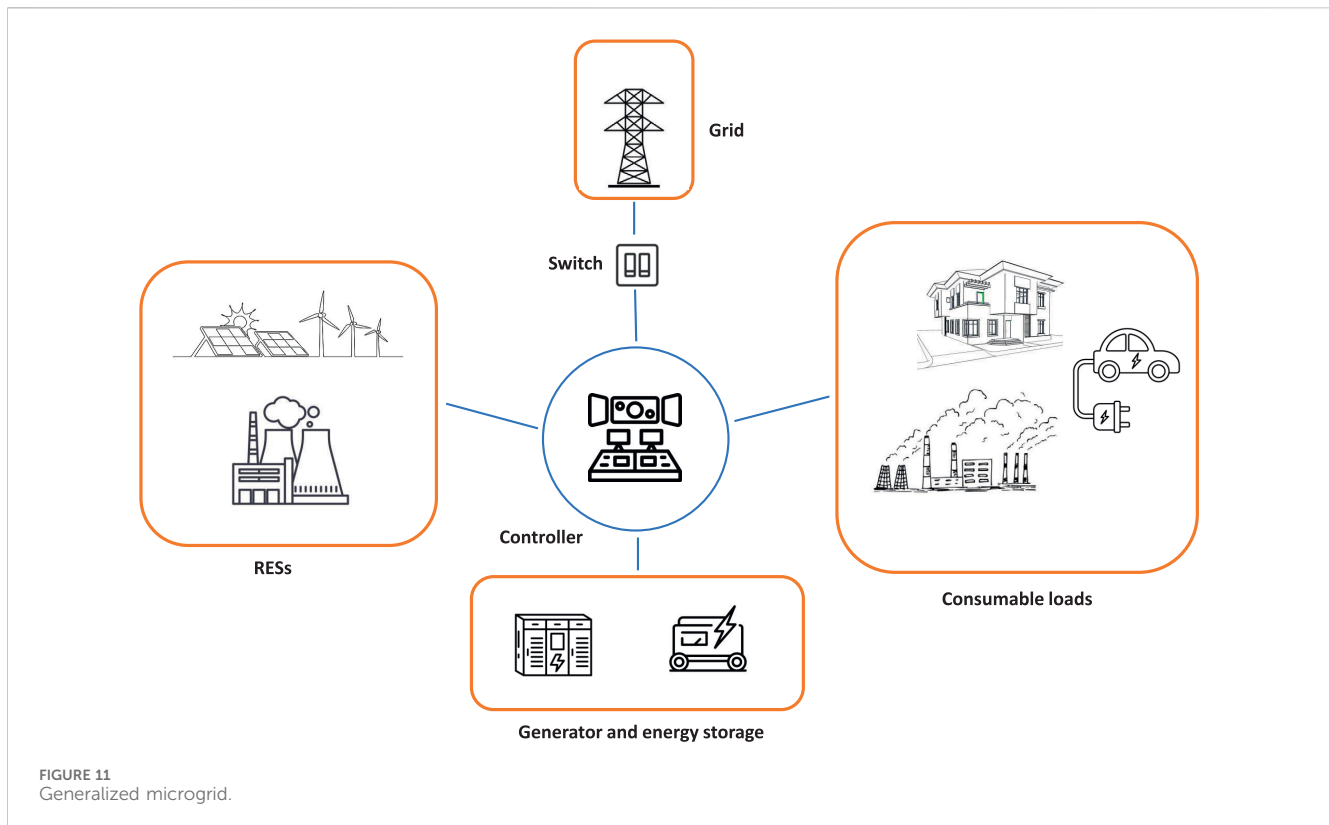 Grid
Switch
Controller
RESs
Consumable loads
Generator and energy storage
FIGURE 11
Generalized microgrid.